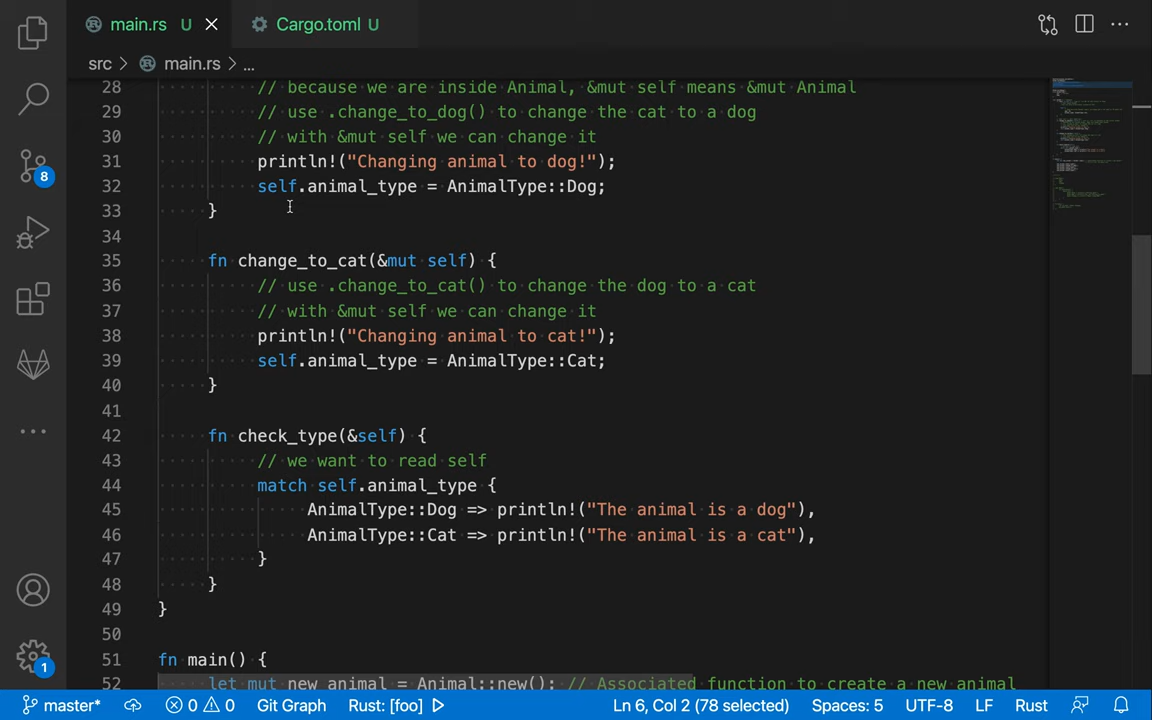 main.rs U Cargo.toml U
src > main.rs > ...
28 // because we are inside Animal, &mut self means &mut Animal
29 // use .change_to_dog() to change the cat to a dog
30 // with &mut self we can change it
31 println!("Changing animal to dog!");
32 self.animal_type = AnimalType::Dog;
33 }
34
35 fn change_to_cat(&mut self) {
36 // use .change_to_cat() to change the dog to a cat
37 // with &mut self we can change it
38 println!("Changing animal to cat!");
39 self.animal_type = AnimalType::Cat;
40 }
41
42 fn check_type(&self) {
43 // we want to read self
44 match self.animal_type {
45 AnimalType::Dog => println!("The animal is a dog"),
46 AnimalType::Cat => println!("The animal is a cat"),
47 }
48 }
49 }
50
51 fn main() {
52 let mut new_animal = Animal::new(); // Associated function to create a new animal
8
1
master* 0 0 Git Graph Rust: [foo] Ln 6, Col 2 (78 selected) Spaces: 5 UTF-8 LF Rust